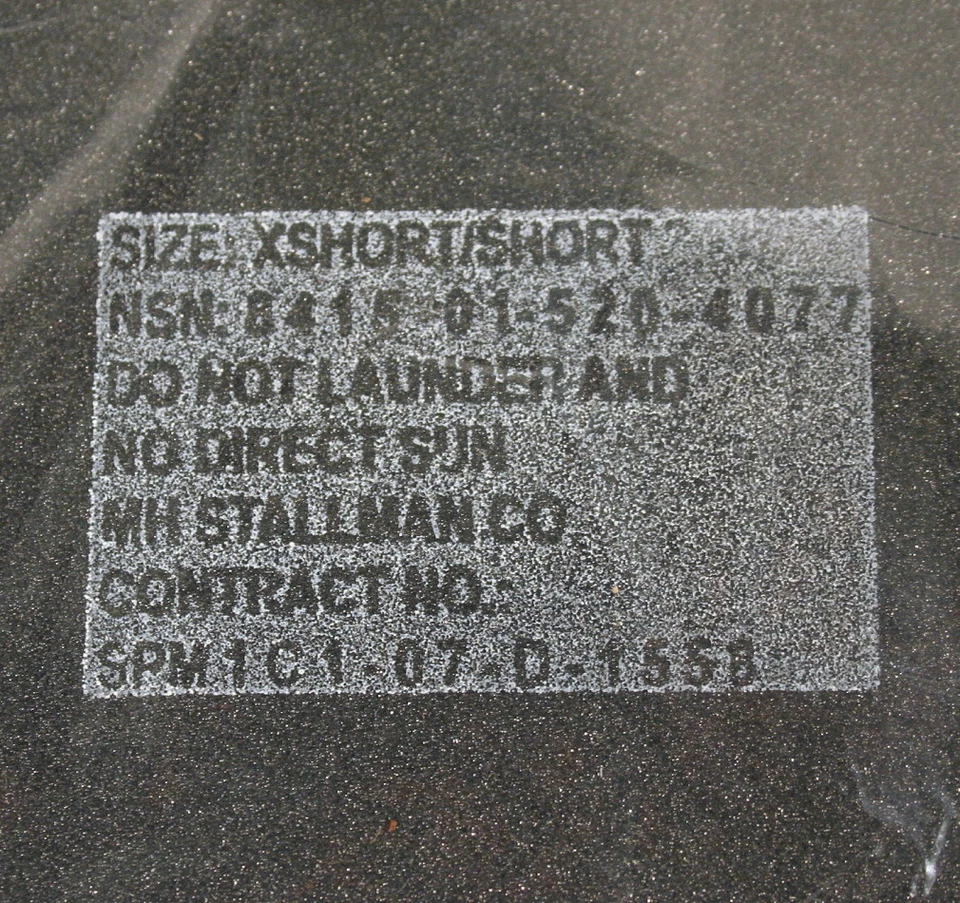 SIZE: XSHORT/SHORT
NSN: 8415-01-520-4077
DO NOT LAUNDER AND
NO DIRECT SUN
MH STALLMAN CO
CONTRACT NO.:
SPM1C1-07-D-1558